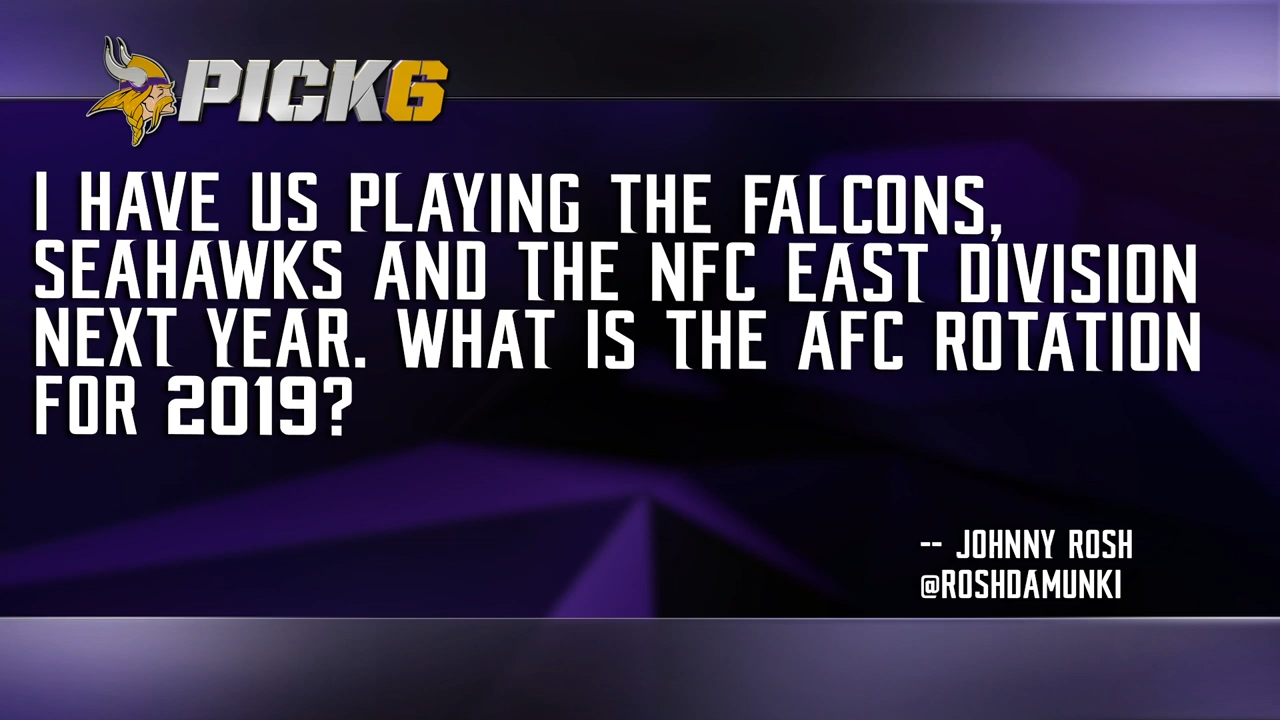 PICK6
I HAVE US PLAYING THE FALCONS,
SEAHAWKS AND THE NFC EAST DIVISION
NEXT YEAR. WHAT IS THE AFC ROTATION
FOR 2019?
-- JOHNNY ROSH
@ROSHDAMUNKI